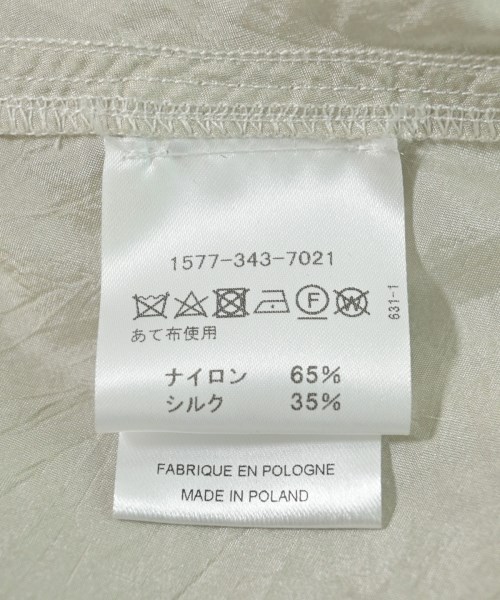 1577-343-7021
F W
あて布使用
631-1
ナイロン 65%
シルク 35%
FABRIQUE EN POLOGNE
MADE IN POLAND